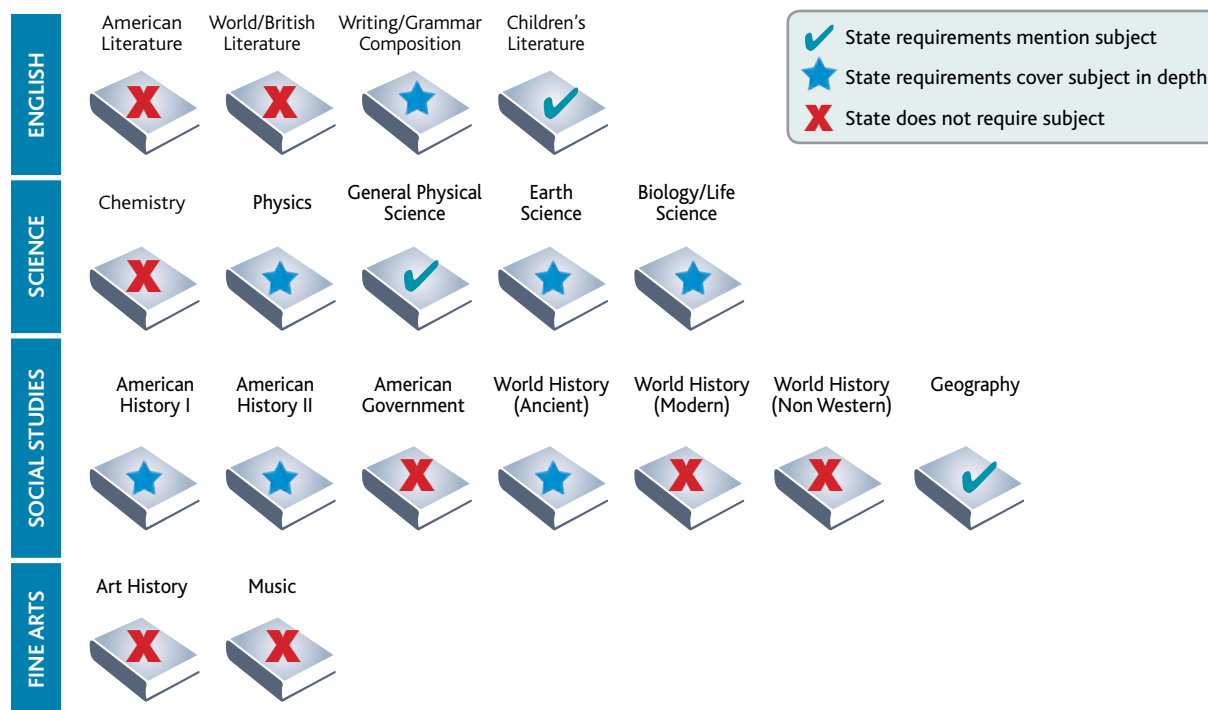 ENGLISH
American
Literature
World/British
Literature
Writing/Grammar
Composition
Children's
Literature
State requirements mention subject
State requirements cover subject in depth
State does not require subject
SCIENCE
Chemistry
Physics
General Physical
Science
Earth
Science
Biology/Life
Science
SOCIAL STUDIES
American
History I
American
History II
American
Government
World History
(Ancient)
World History
(Modern)
World History
(Non Western)
Geography
FINE ARTS
Art History
Music